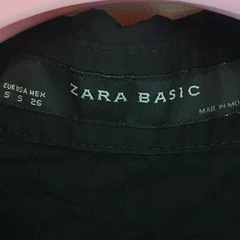 EUR USA MEX
S S 26
ZARA BASIC
MADE IN MO